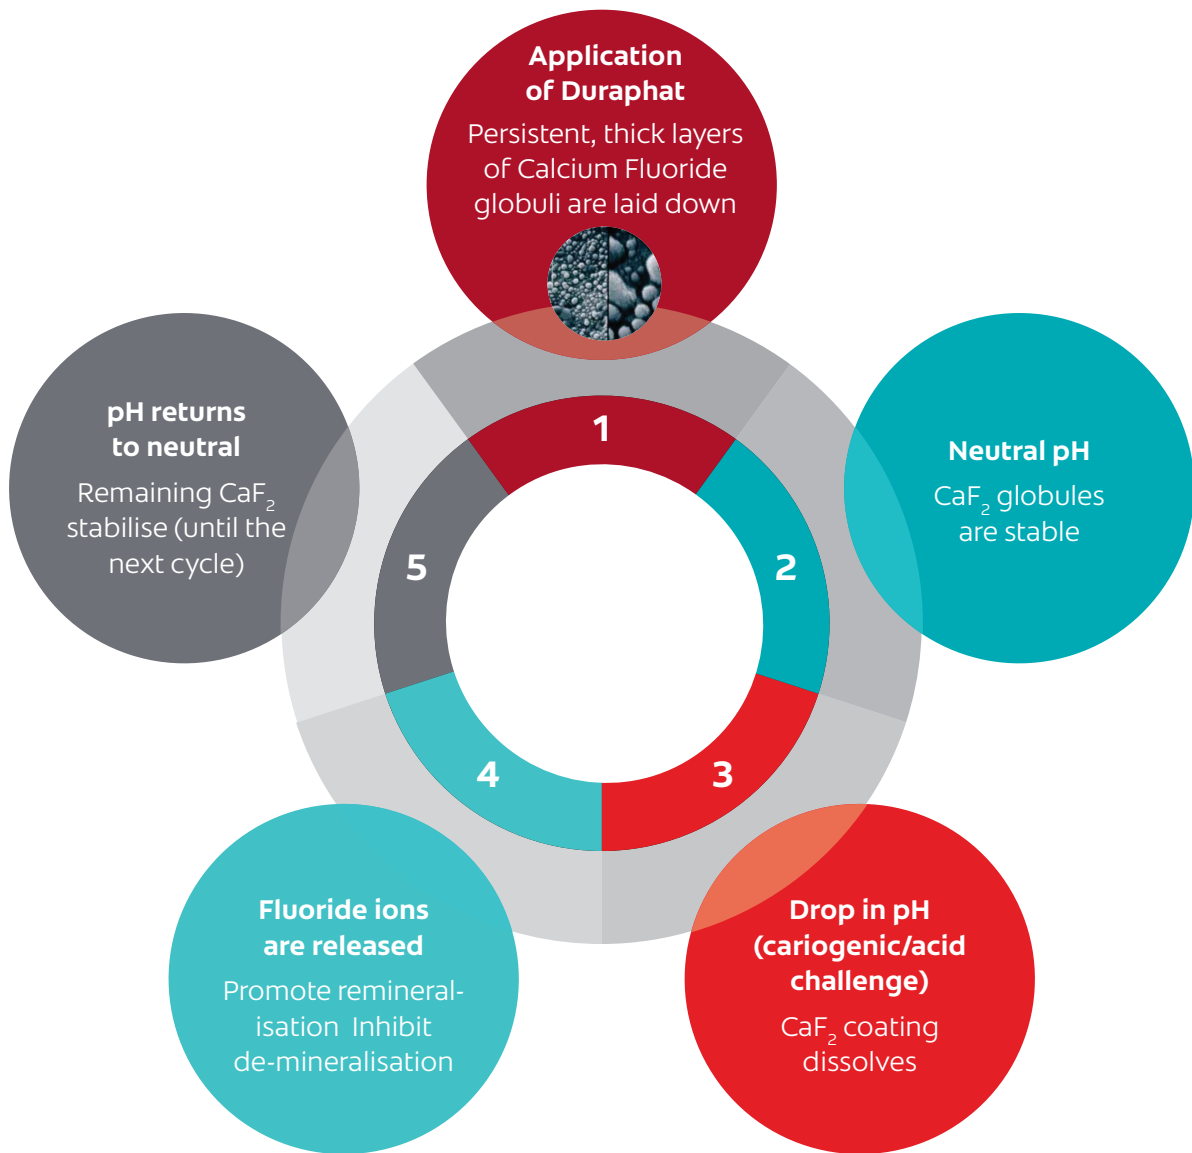 Application
of Duraphat
Persistent, thick layers
of Calcium Fluoride
globuli are laid down
1
Neutral pH
CaF₂ globules
are stable
2
Drop in pH
(cariogenic/acid
challenge)
CaF₂ coating
dissolves
3
Fluoride ions
are released
Promote remineral-
isation Inhibit
de-mineralisation
4
pH returns
to neutral
Remaining CaF₂
stabilise (until the
next cycle)
5